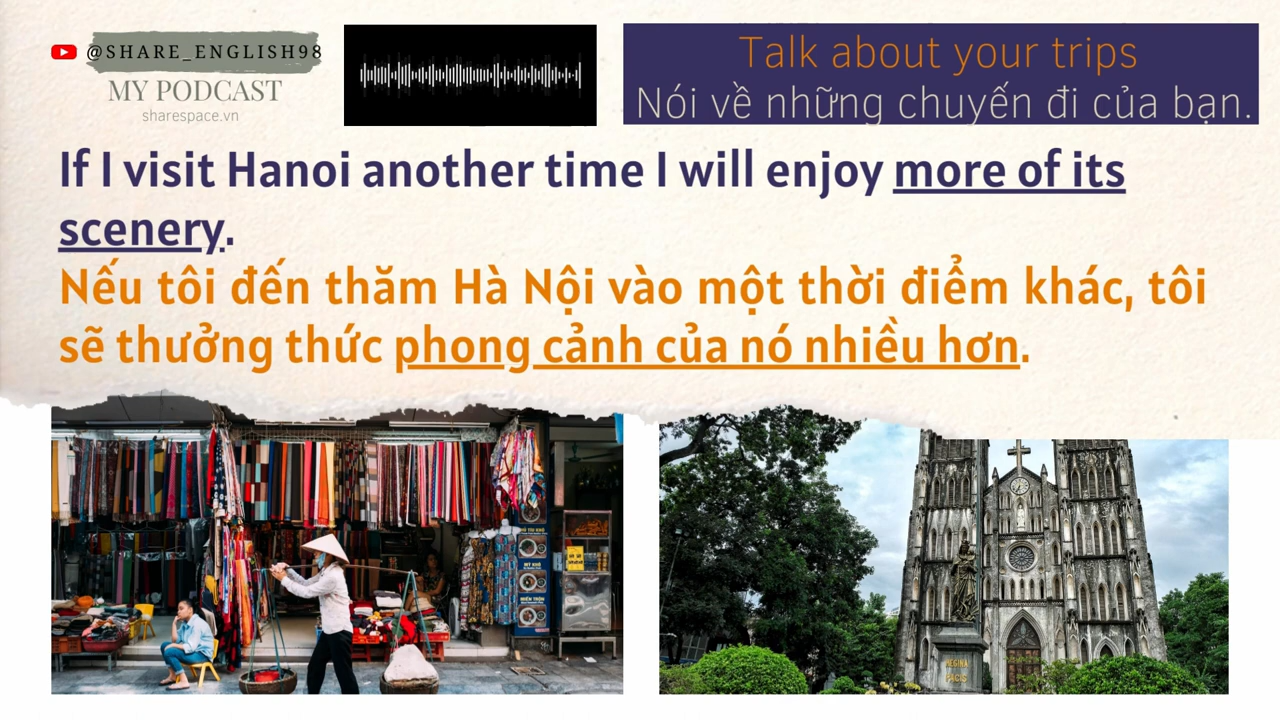 @SHARE_ENGLISH98
MY PODCAST
sharespace.vn
Talk about your trips
Nói về những chuyến đi của bạn.
If I visit Hanoi another time I will enjoy more of its
scenery.
Nếu tôi đến thăm Hà Nội vào một thời điểm khác, tôi
sẽ thưởng thức phong cảnh của nó nhiều hơn.
REGINA
PACIS